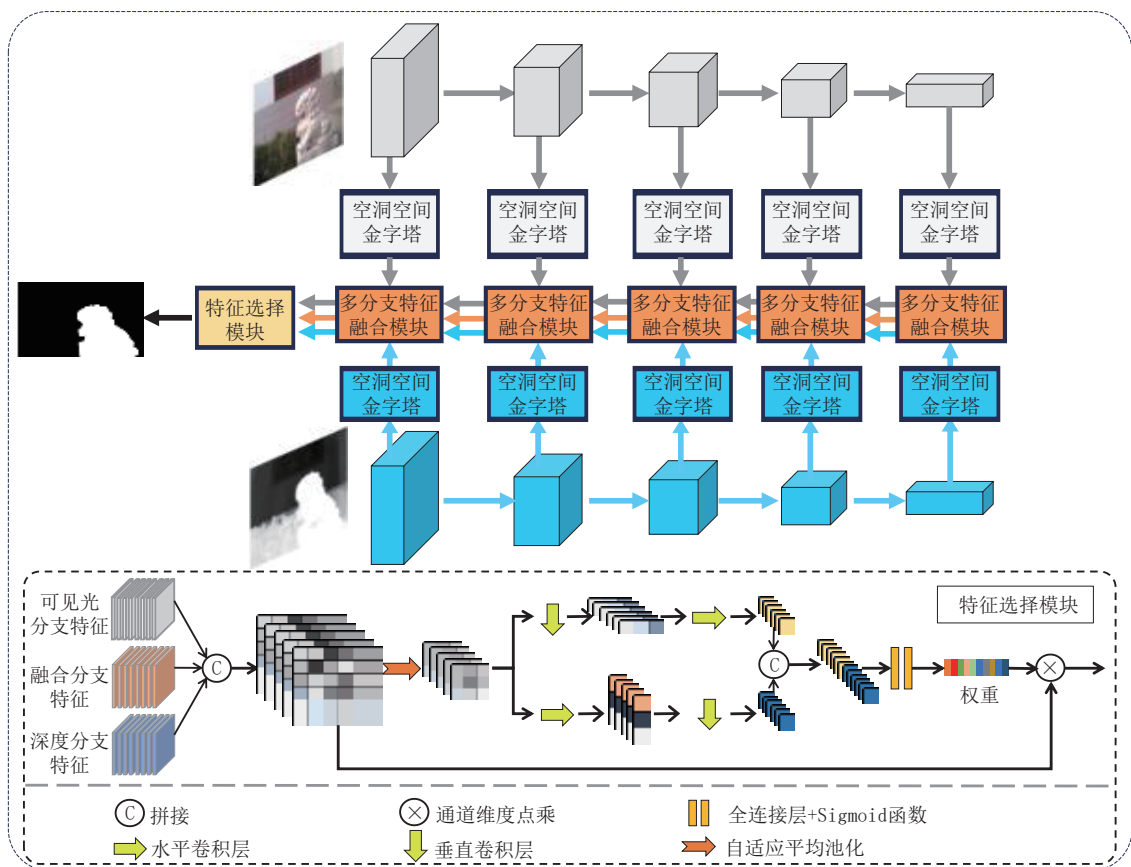 空洞空间
金字塔
空洞空间
金字塔
空洞空间
金字塔
空洞空间
金字塔
空洞空间
金字塔
特征选择
模块
多分支特征
融合模块
多分支特征
融合模块
多分支特征
融合模块
多分支特征
融合模块
多分支特征
融合模块
空洞空间
金字塔
空洞空间
金字塔
空洞空间
金字塔
空洞空间
金字塔
空洞空间
金字塔
特征选择模块
可见光
分支特征
融合分支
特征
深度分支
特征
C
C
权重
C 拼接
通道维度点乘
全连接层+Sigmoid函数
水平卷积层
垂直卷积层
自适应平均池化